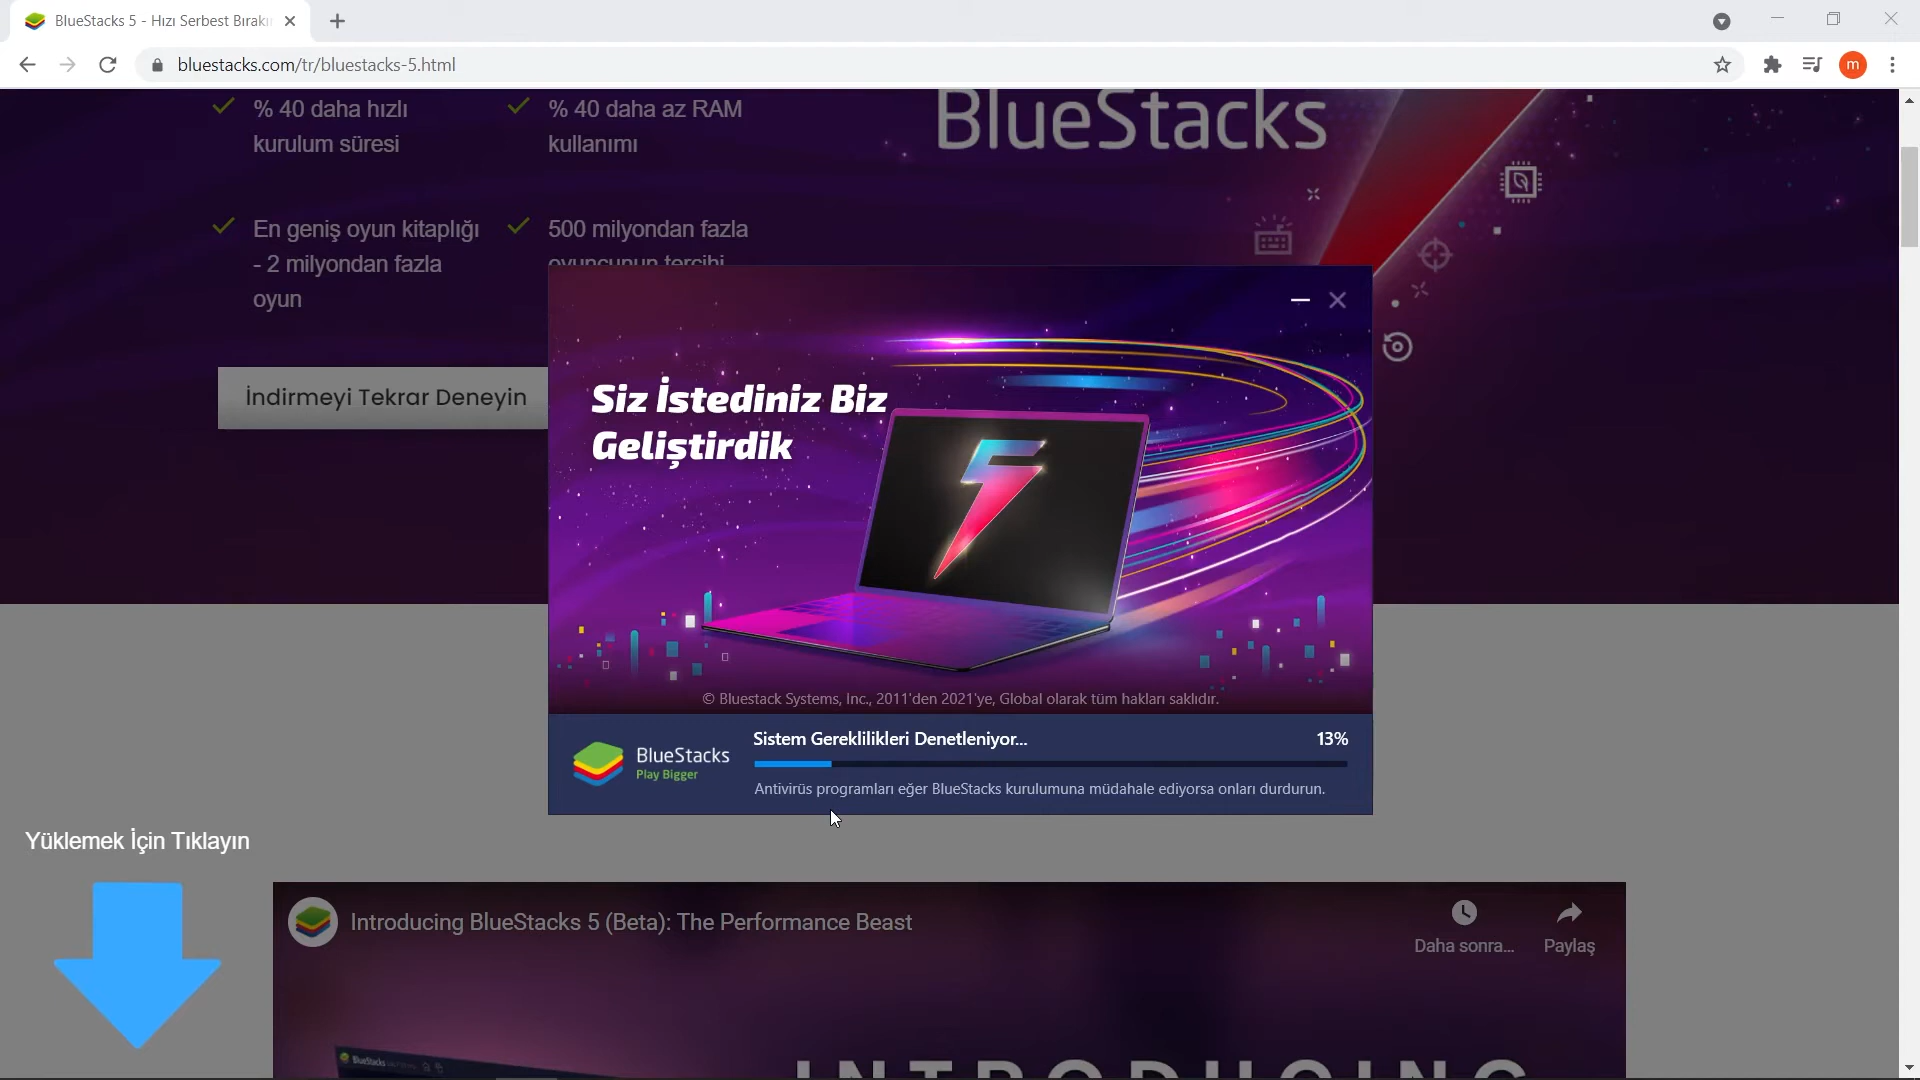 BlueStacks 5 - Hızı Serbest Bırakı
bluestacks.com/tr/bluestacks-5.html
m
% 40 daha hızlı
kurulum süresi
% 40 daha az RAM
kullanımı
BlueStacks
En geniş oyun kitaplığı
- 2 milyondan fazla
oyun
500 milyondan fazla
oyuncunun tercihi
İndirmeyi Tekrar Deneyin
Siz İstediniz Biz
Geliştirdik
© Bluestack Systems, Inc., 2011'den 2021'ye, Global olarak tüm hakları saklıdır.
BlueStacks
Play Bigger
Sistem Gereklilikleri Denetleniyor...
13%
Antivirüs programları eğer BlueStacks kurulumuna müdahale ediyorsa onları durdurun.
Yüklemek İçin Tıklayın
Introducing BlueStacks 5 (Beta): The Performance Beast
Daha sonra...
Paylaş
BlueStacks
INTRODUCING